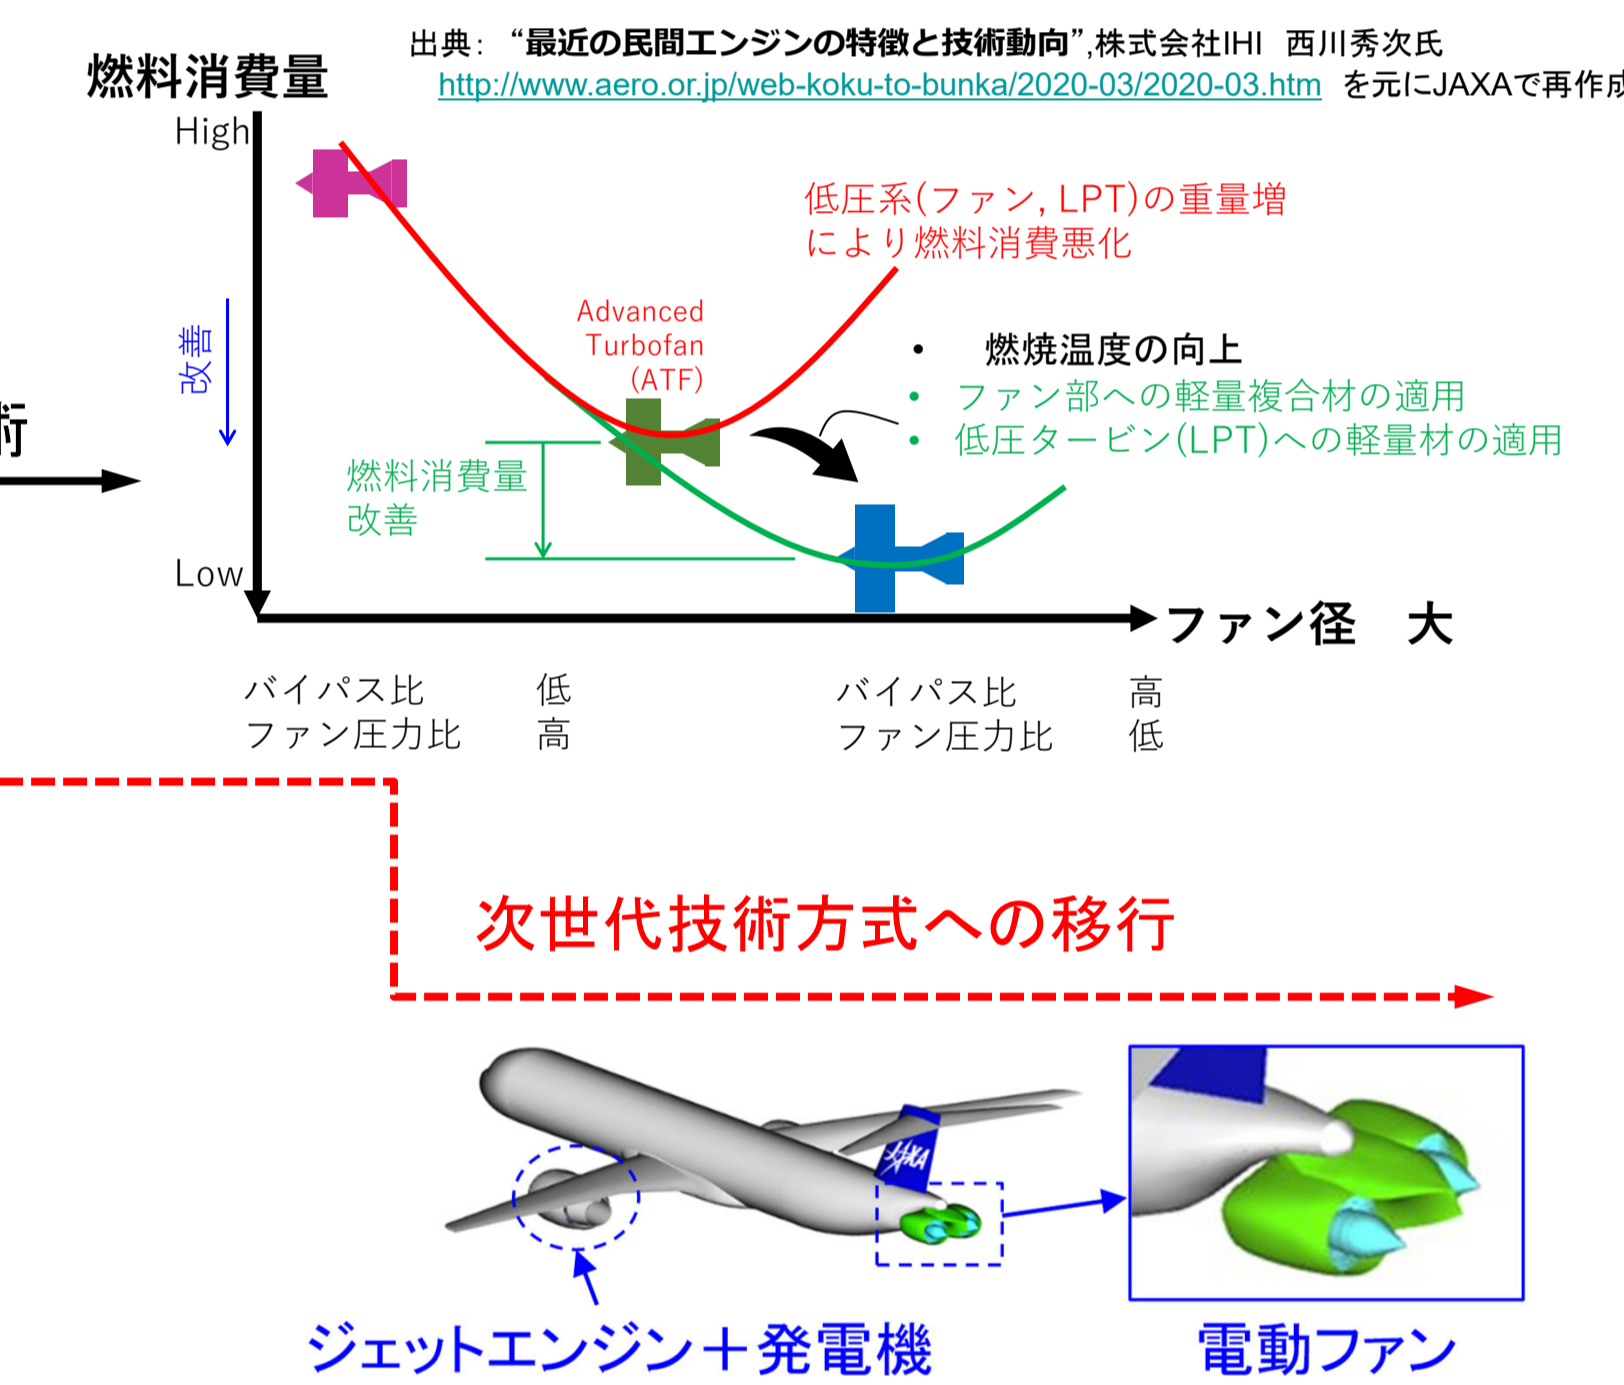 出典： “最近の民間エンジンの特徴と技術動向”,株式会社IHI　西川秀次氏
http://www.aero.or.jp/web-koku-to-bunka/2020-03/2020-03.htm を元にJAXAで再作成
燃料消費量
High
低圧系(ファン, LPT)の重量増
により燃料消費悪化
改善
Advanced
Turbofan
(ATF)
• 燃焼温度の向上
• ファン部への軽量複合材の適用
• 低圧タービン(LPT)への軽量材の適用
術
燃料消費量
改善
Low
ファン径　大
バイパス比　低
ファン圧力比　高
バイパス比　高
ファン圧力比　低
次世代技術方式への移行
JAXA
ジェットエンジン＋発電機
電動ファン